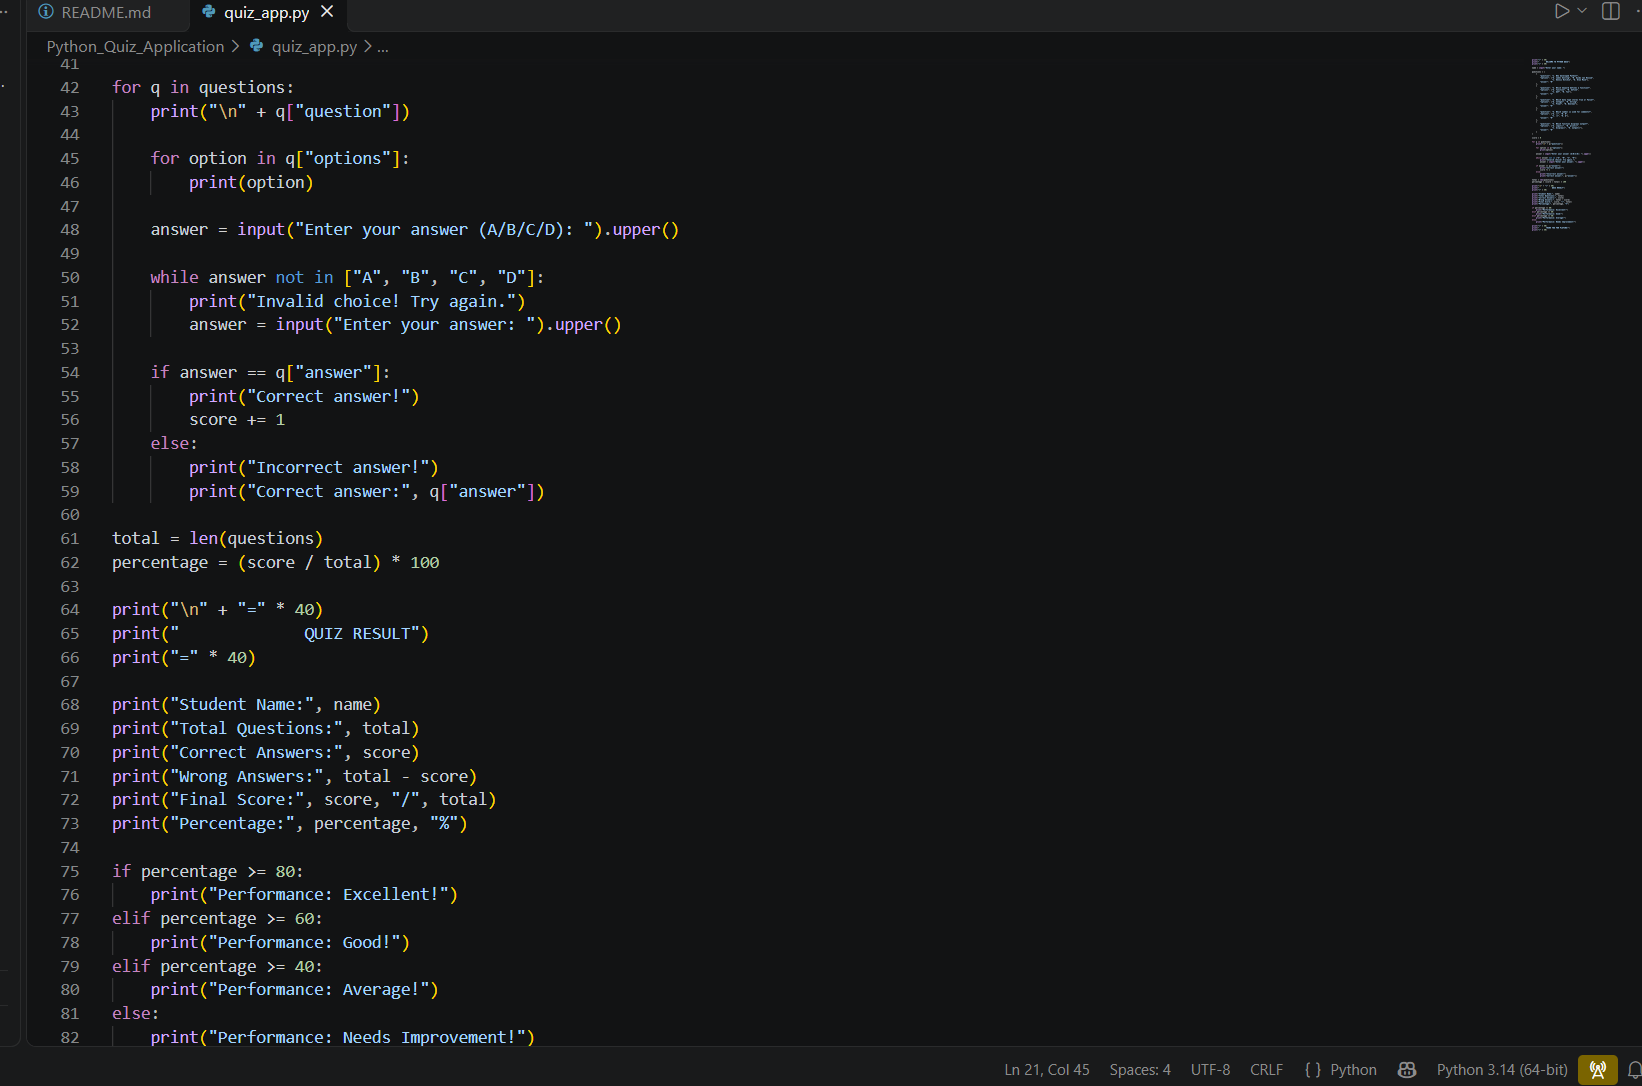 README.md
quiz_app.py
Python_Quiz_Application > quiz_app.py > ...
41
42 for q in questions:
43     print("\n" + q["question"])
44
45     for option in q["options"]:
46         print(option)
47
48     answer = input("Enter your answer (A/B/C/D): ").upper()
49
50     while answer not in ["A", "B", "C", "D"]:
51         print("Invalid choice! Try again.")
52         answer = input("Enter your answer: ").upper()
53
54     if answer == q["answer"]:
55         print("Correct answer!")
56         score += 1
57     else:
58         print("Incorrect answer!")
59         print("Correct answer:", q["answer"])
60
61 total = len(questions)
62 percentage = (score / total) * 100
63
64 print("\n" + "=" * 40)
65 print("             QUIZ RESULT")
66 print("=" * 40)
67
68 print("Student Name:", name)
69 print("Total Questions:", total)
70 print("Correct Answers:", score)
71 print("Wrong Answers:", total - score)
72 print("Final Score:", score, "/", total)
73 print("Percentage:", percentage, "%")
74
75 if percentage >= 80:
76     print("Performance: Excellent!")
77 elif percentage >= 60:
78     print("Performance: Good!")
79 elif percentage >= 40:
80     print("Performance: Average!")
81 else:
82     print("Performance: Needs Improvement!")
Ln 21, Col 45 Spaces: 4 UTF-8 CRLF {} Python Python 3.14 (64-bit)